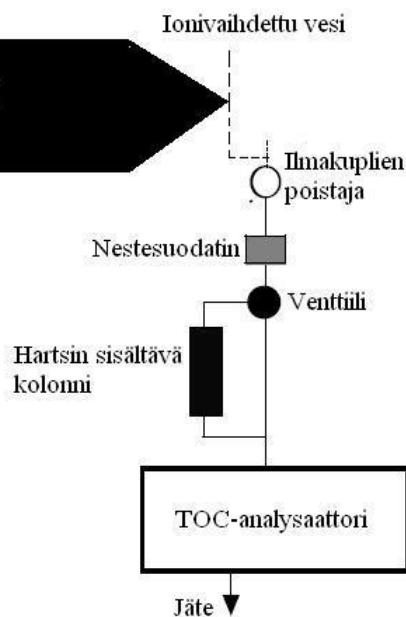 Ionivaihdettu vesi
Ilmakuplien
poistaja
Nestesuodatin
Venttiili
Hartsin sisältävä
kolonni
TOC-analysaattori
Jäte